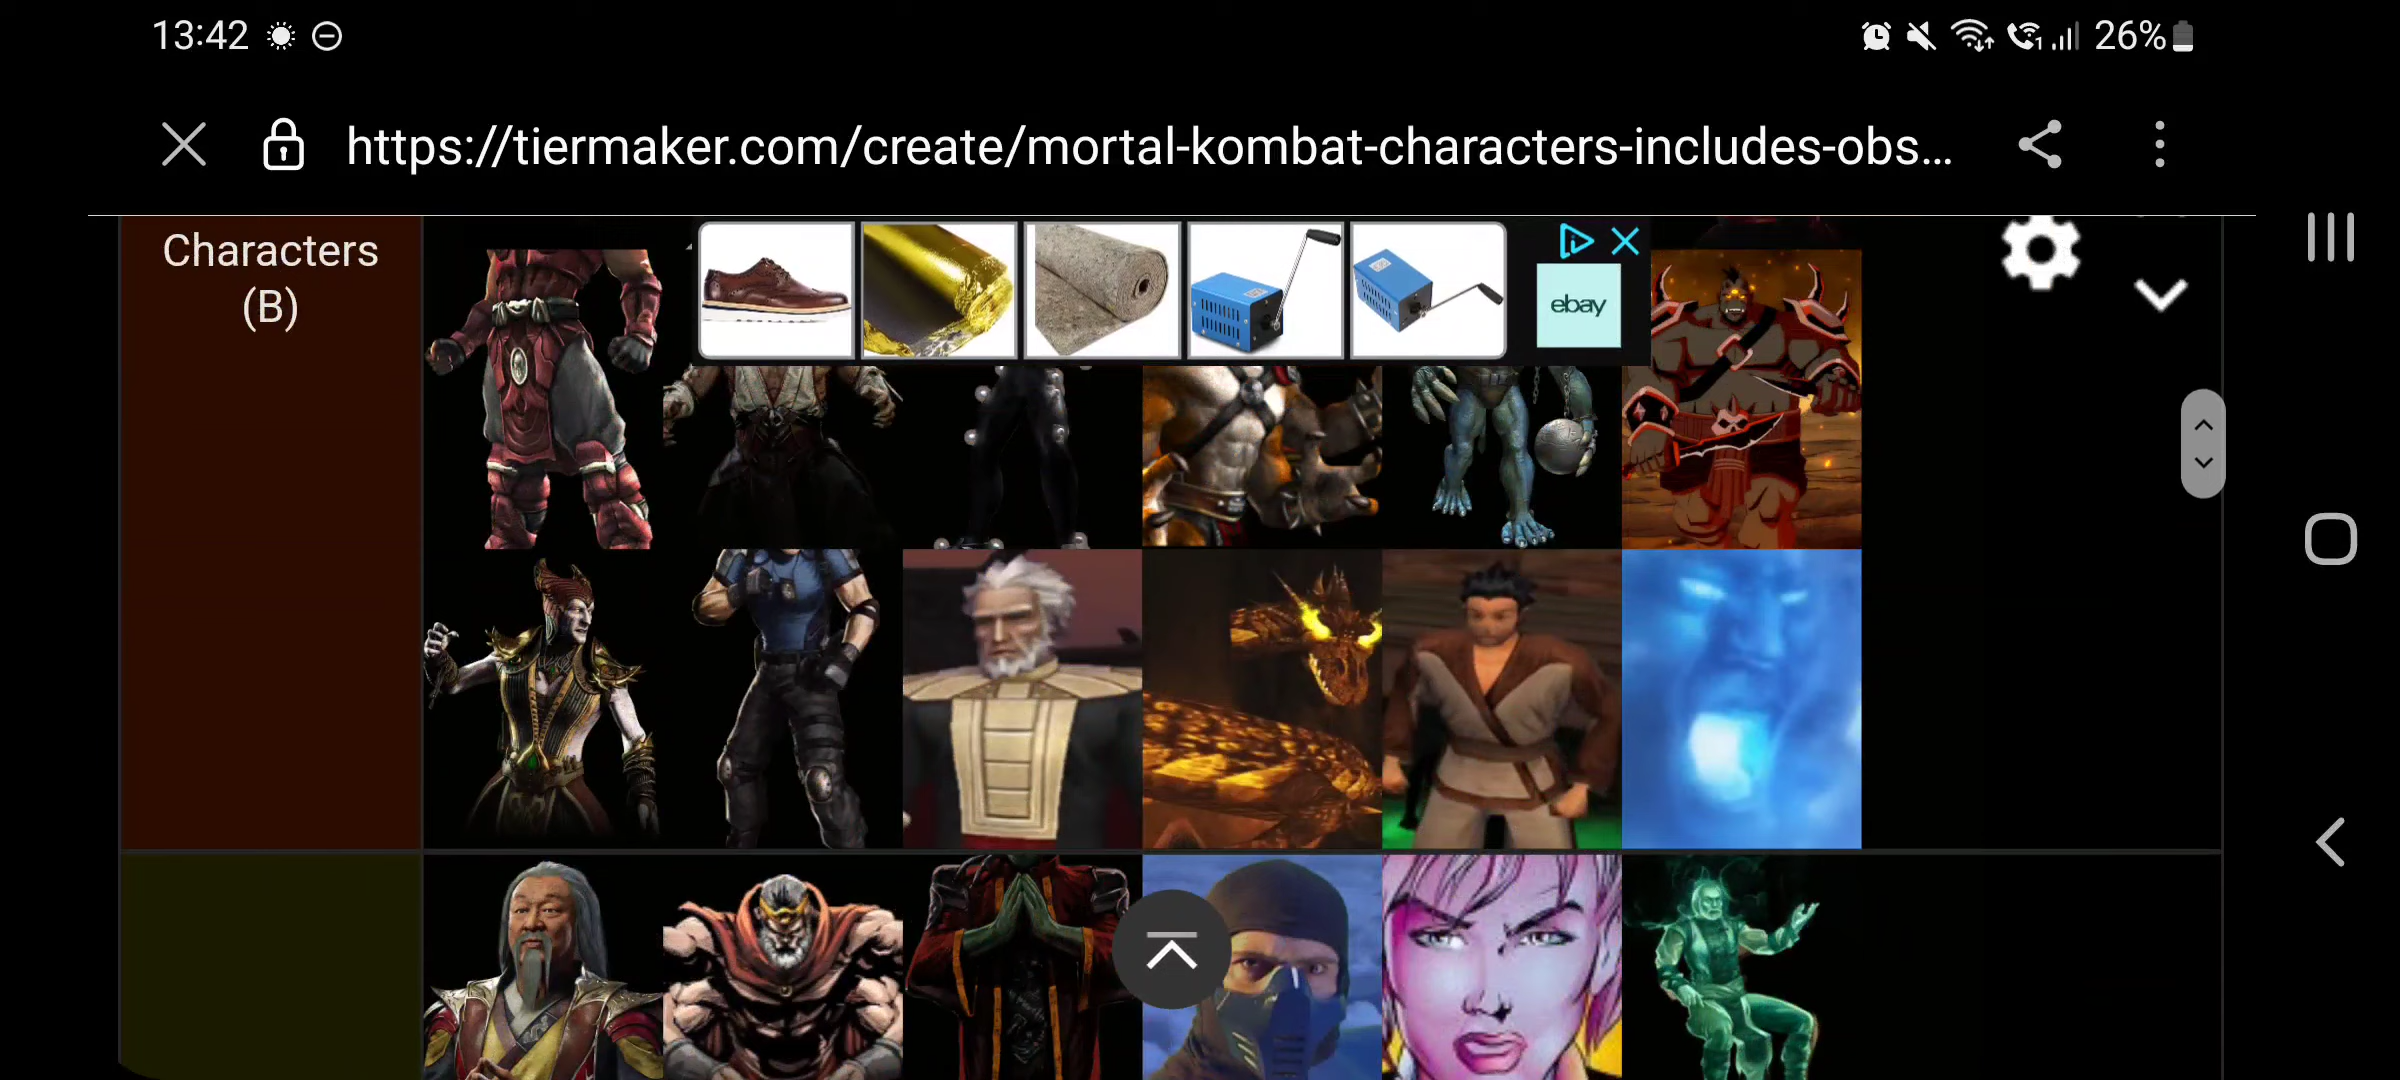 13:42
26%
https://tiermaker.com/create/mortal-kombat-characters-includes-obs...
Characters
(B)
ebay